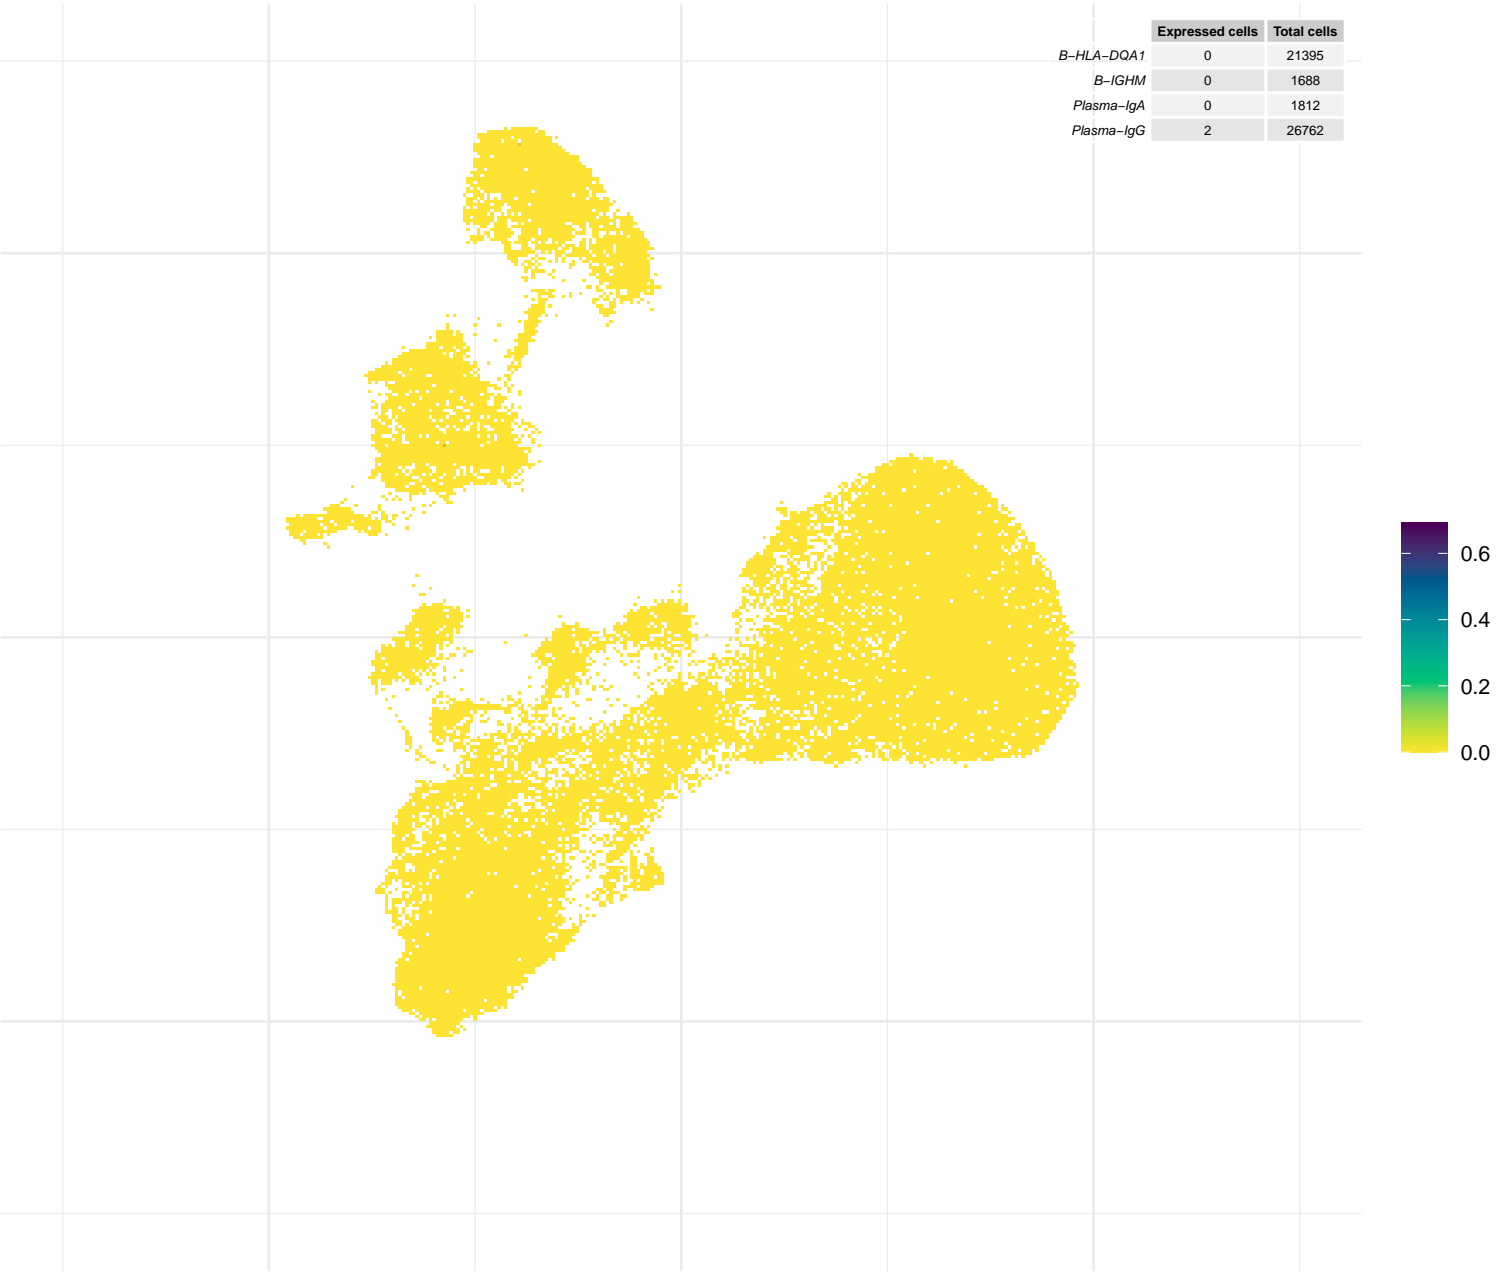 Expressed cells Total cells
B−HLA−DQA1 0 21395
B−IGHM 0 1688
Plasma−IgA 0 1812
Plasma−IgG 2 26762
0.6
0.4
0.2
0.0